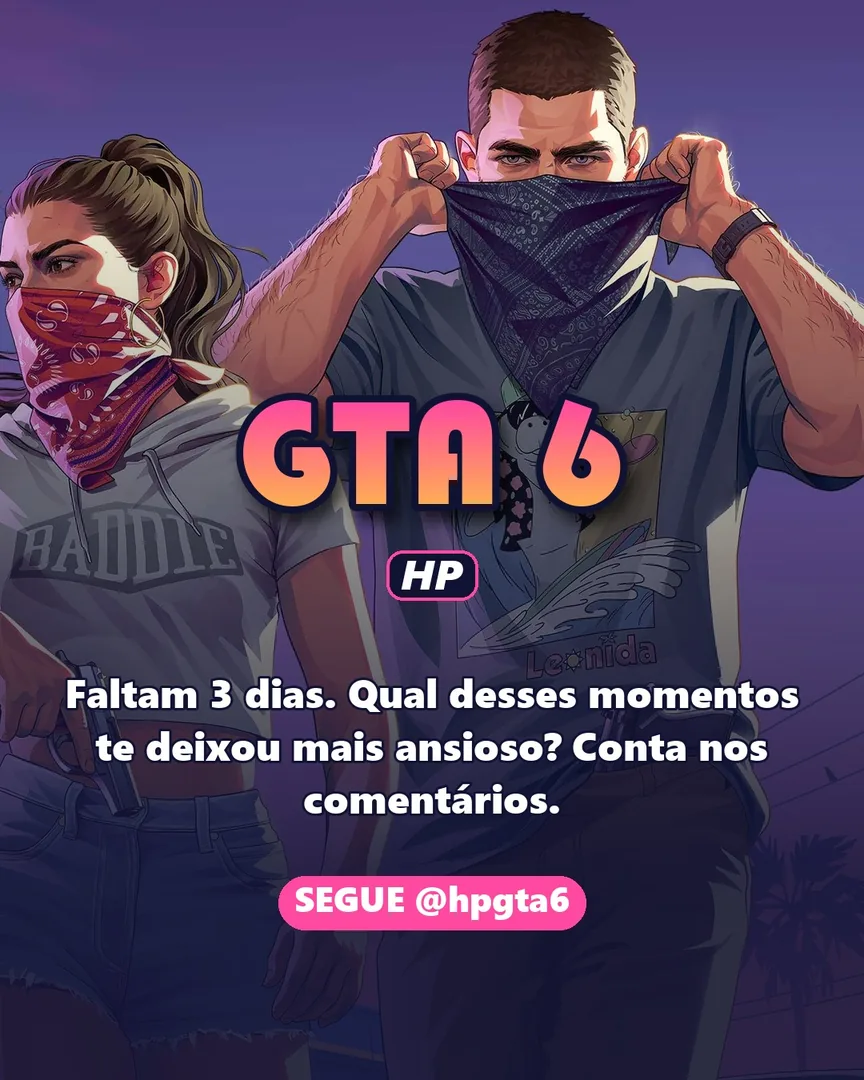 GTA 6
HP
BADDIE
Leonida
Faltam 3 dias. Qual desses momentos
te deixou mais ansioso? Conta nos
comentários.
SEGUE @hpgta6